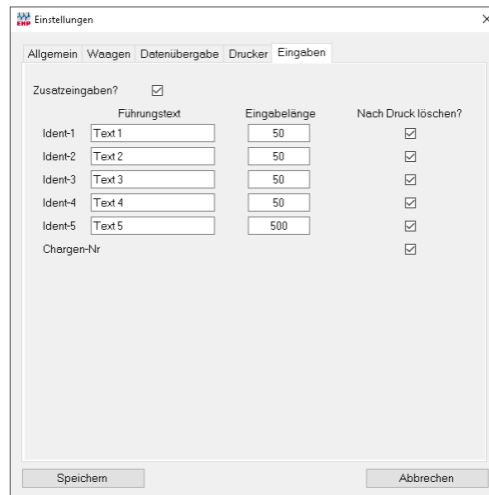 EHP Einstellungen
Allgemein Waagen Datenübergabe Drucker Eingaben
Zusatzeingaben?
Führungstext Eingabelänge Nach Druck löschen?
Ident-1 Text 1 50
Ident-2 Text 2 50
Ident-3 Text 3 50
Ident-4 Text 4 50
Ident-5 Text 5 500
Chargen-Nr
Speichern Abbrechen